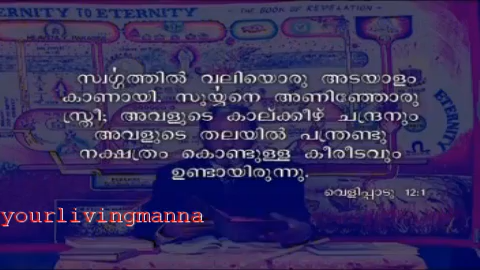 ERNITY TO ETERNITY
- THE BOOK OF REVELATION -
സ്വർഗ്ഗത്തിൽ വലിയൊരു അടയാളം
കാണായി. സൂര്യനെ അണിഞ്ഞോരു
സ്ത്രീ; അവളുടെ കാല്ക്കീഴ് ചന്ദ്രനും
അവളുടെ തലയിൽ പന്ത്രണ്ടു
നക്ഷത്രം കൊണ്ടുള്ള കിരീടവും
ഉണ്ടായിരുന്നു.
വെളിപ്പാടു 12:1
ETERNITY
yourlivingmanna